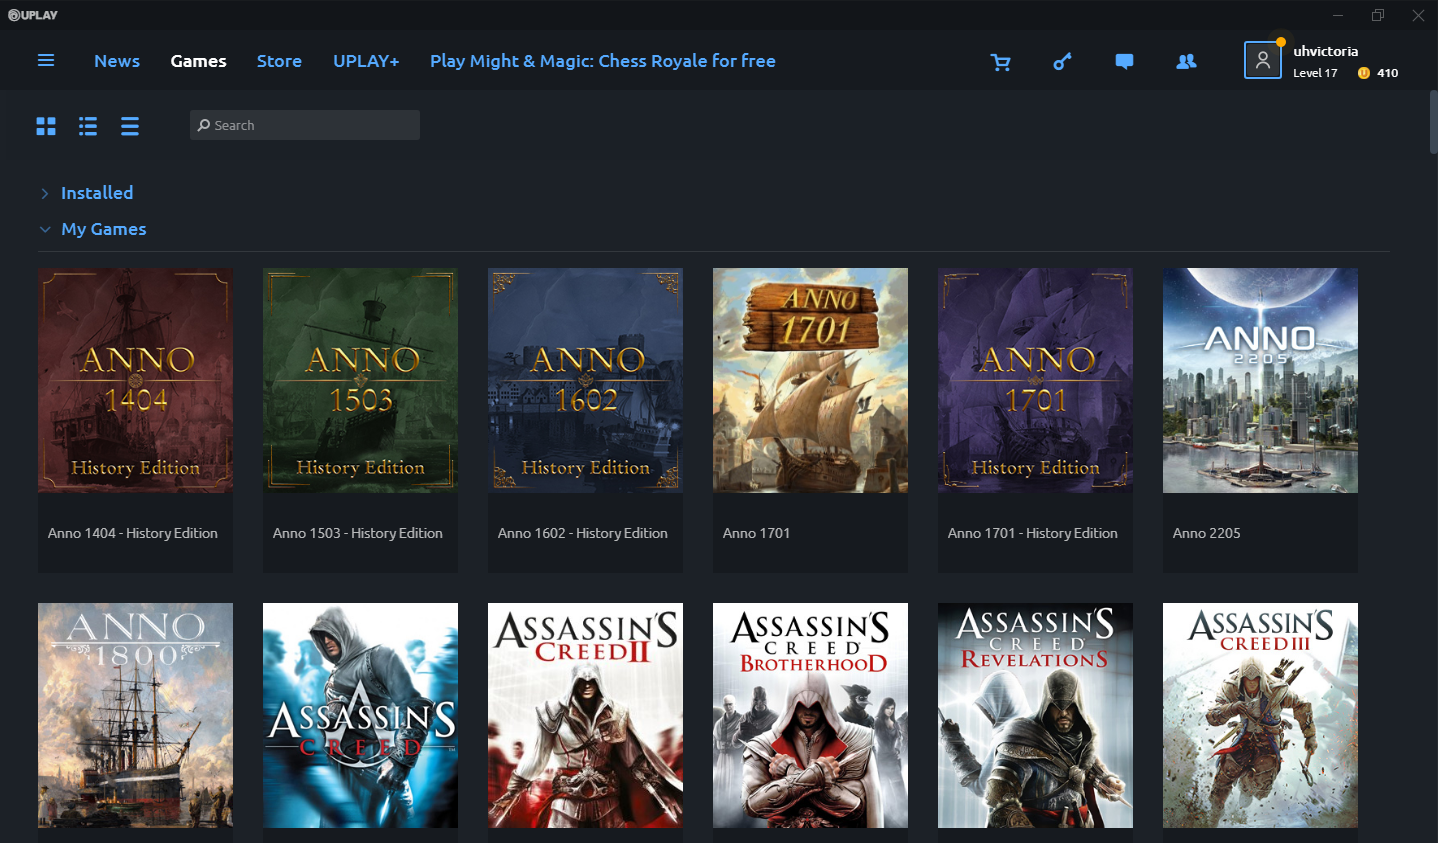 UPLAY
News Games Store UPLAY+ Play Might & Magic: Chess Royale for free
uhvictoria
Level 17 410
Search
Installed
My Games
ANNO
1404
History Edition
ANNO
1503
History Edition
ANNO
1602
History Edition
ANNO
1701
ANNO
1701
History Edition
ANNO
2205
Anno 1404 - History Edition
Anno 1503 - History Edition
Anno 1602 - History Edition
Anno 1701
Anno 1701 - History Edition
Anno 2205
ANNO
1800
ASSASSIN'S
CREED
ASSASSIN'S
CREED II
ASSASSIN'S
CREED
BROTHERHOOD
ASSASSIN'S
CREED
REVELATIONS
ASSASSIN'S
CREED III